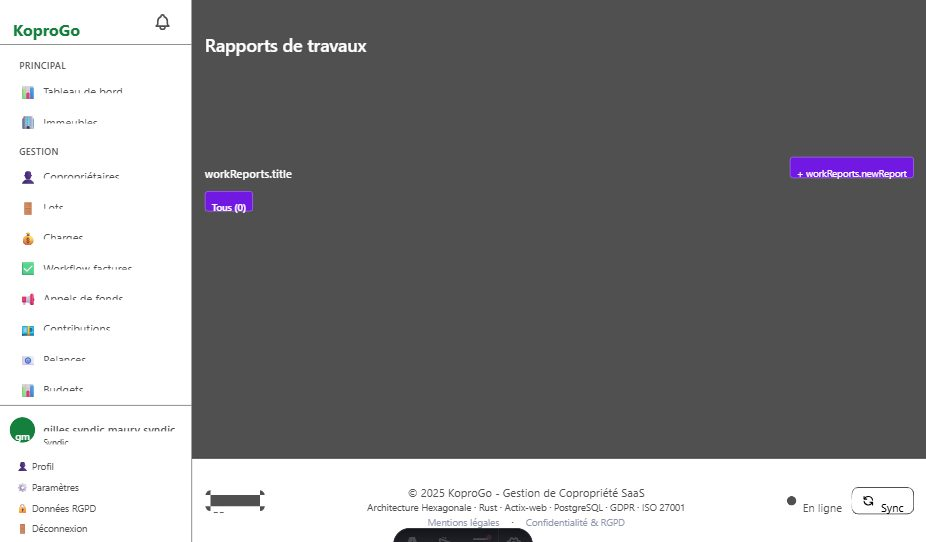 KoproGo
Rapports de travaux
PRINCIPAL
Tableau de bord
Immeubles
GESTION
Copropriétaires
Lots
Charges
Workflow factures
Appels de fonds
Contributions
Relances
Budgets
workReports.title
+ workReports.newReport
Tous (0)
gm
gilles syndic maury syndic
Syndic
Profil
Paramètres
Données RGPD
Déconnexion
© 2025 KoproGo - Gestion de Copropriété SaaS
Architecture Hexagonale · Rust · Actix-web · PostgreSQL · GDPR · ISO 27001
Mentions légales · Confidentialité & RGPD
En ligne
Sync